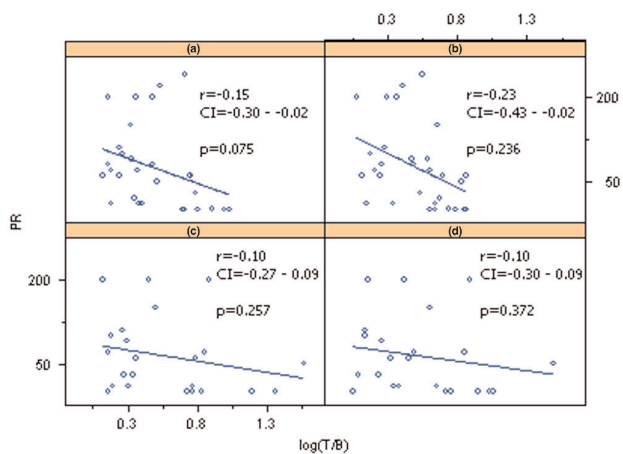 0.3 0.8 1.3
(a) (b)
r=-0.15
CI=-0.30 - -0.02
p=0.075
r=-0.23
CI=-0.43 - -0.02
p=0.236
200
50
PR
(c) (d)
r=-0.10
CI=-0.27 - 0.09
p=0.257
r=-0.10
CI=-0.30 - 0.09
p=0.372
200
50
0.3 0.8 1.3
log(T/B)